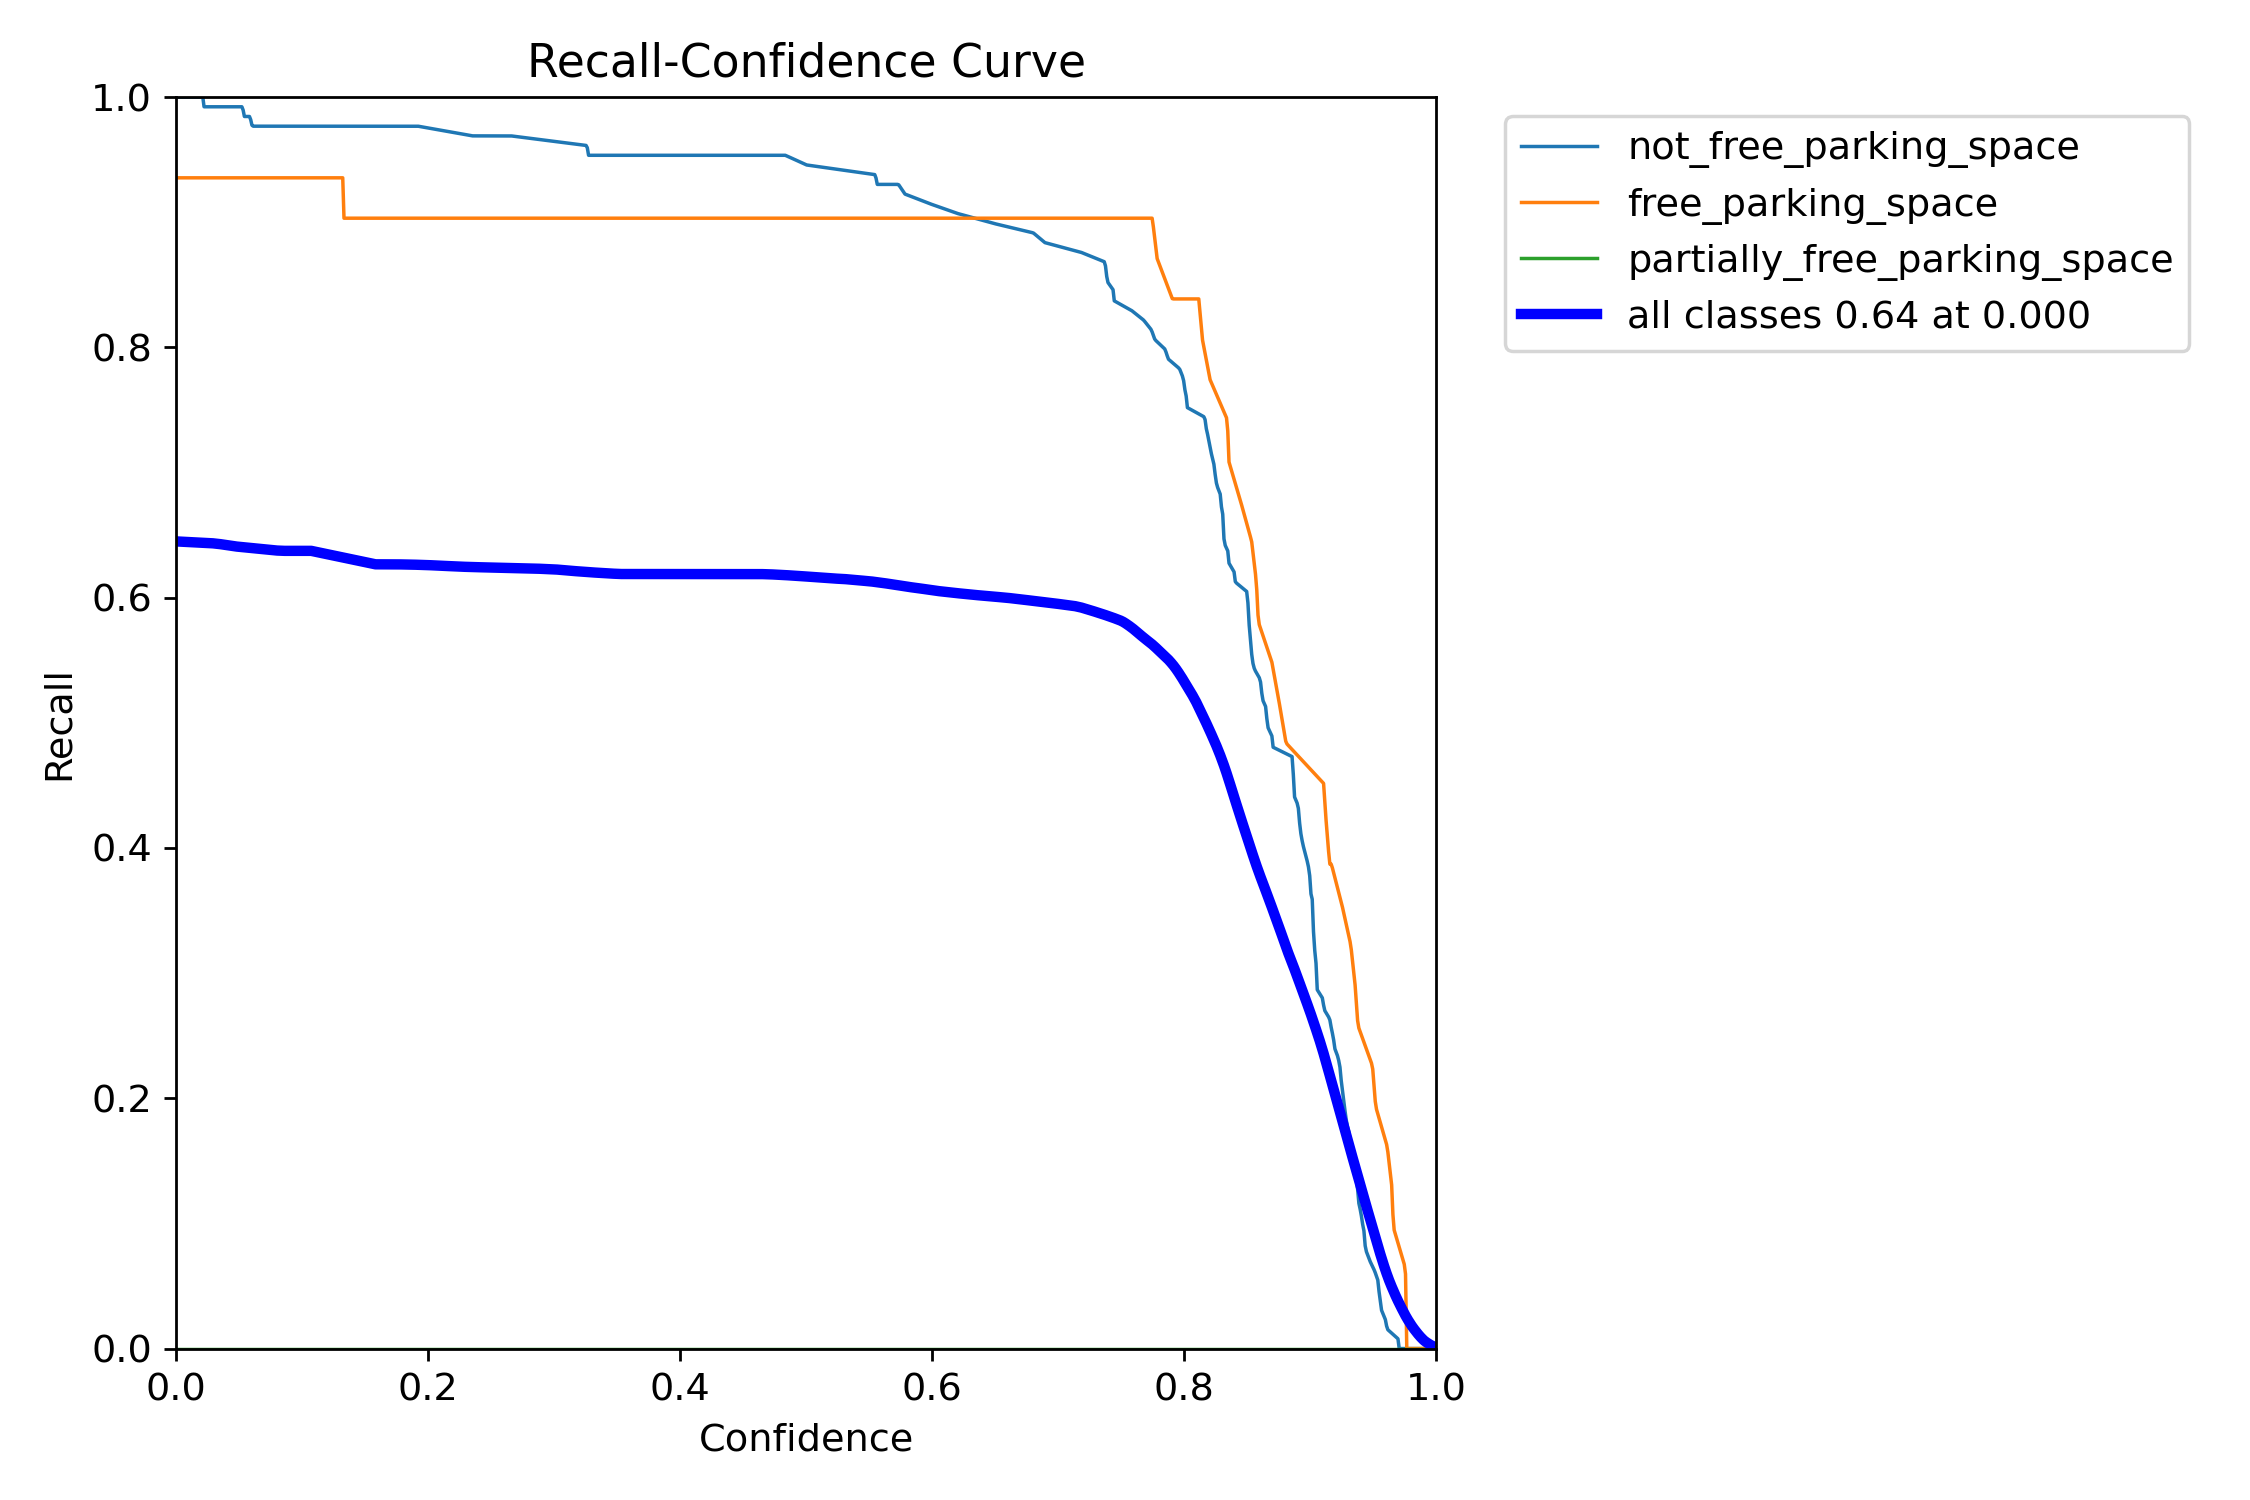 Recall-Confidence Curve
1.0
0.8
0.6
0.4
0.2
0.0
Recall
0.0 0.2 0.4 0.6 0.8 1.0
Confidence
not_free_parking_space
free_parking_space
partially_free_parking_space
all classes 0.64 at 0.000